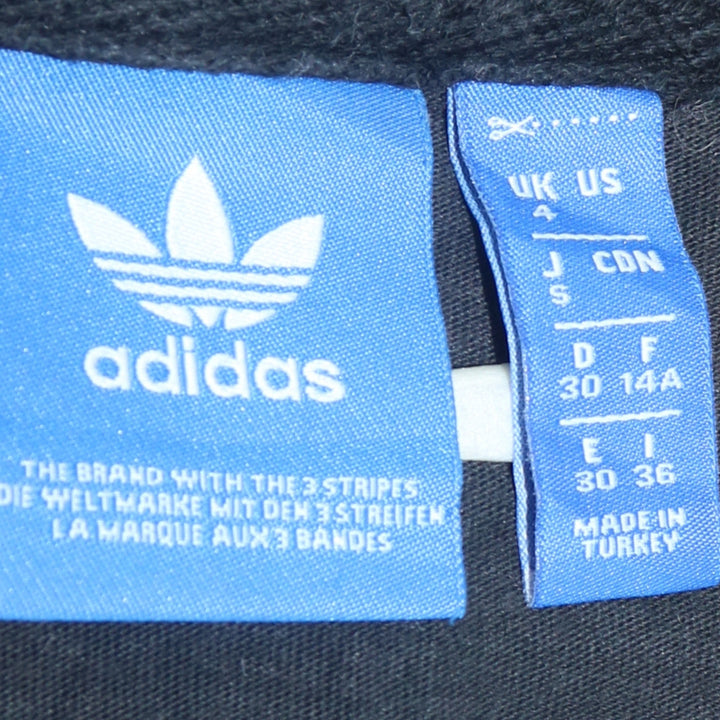 adidas
THE BRAND WITH THE 3 STRIPES
DIE WELTMARKE MIT DEN 3 STREIFEN
LA MARQUE AUX 3 BANDES
UK US
4
J CDN
S
D F
30 14A
E I
30 36
MADE IN
TURKEY